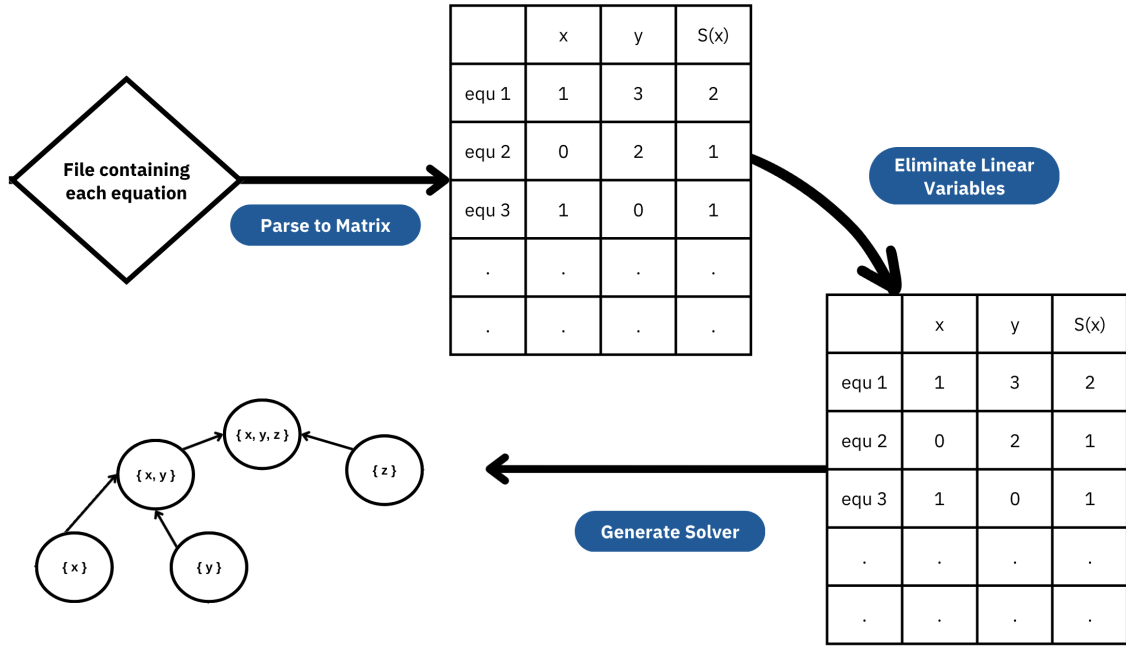 x y S(x)
equ 1 1 3 2
equ 2 0 2 1
equ 3 1 0 1
. . . .
. . . .
File containing
each equation
Parse to Matrix
Eliminate Linear
Variables
x y S(x)
equ 1 1 3 2
equ 2 0 2 1
equ 3 1 0 1
. . . .
. . . .
Generate Solver
{ x, y, z }
{ x, y }
{ z }
{ x }
{ y }